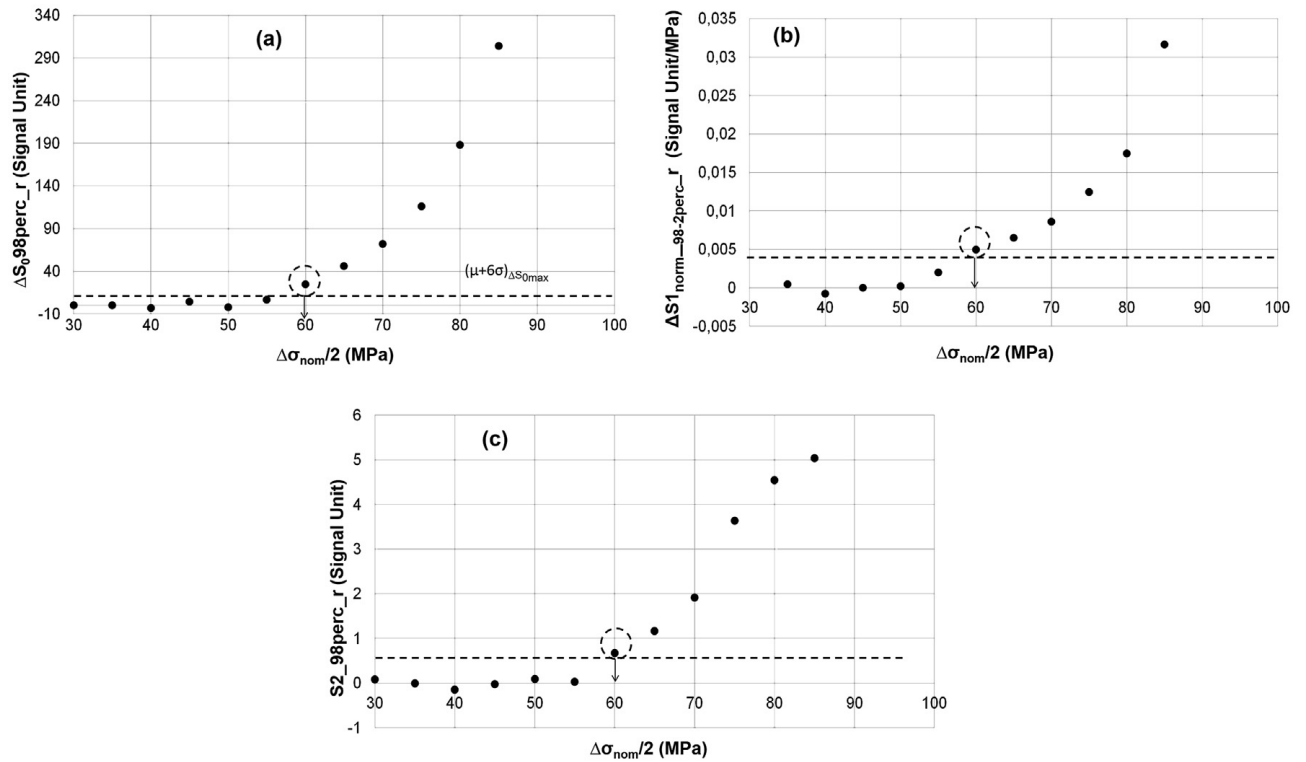 (a)
ΔS₀98perc_r (Signal Unit)
340
290
240
190
140
90
40
-10
(μ+6σ)ΔS0max
30 40 50 60 70 80 90 100
Δσnom/2 (MPa)
(b)
ΔS1norm_98-2perc_r (Signal Unit/MPa)
0,035
0,03
0,025
0,02
0,015
0,01
0,005
0
-0,005
30 40 50 60 70 80 90 100
Δσnom/2 (MPa)
(c)
S2_98perc_r (Signal Unit)
6
5
4
3
2
1
0
-1
30 40 50 60 70 80 90 100
Δσnom/2 (MPa)